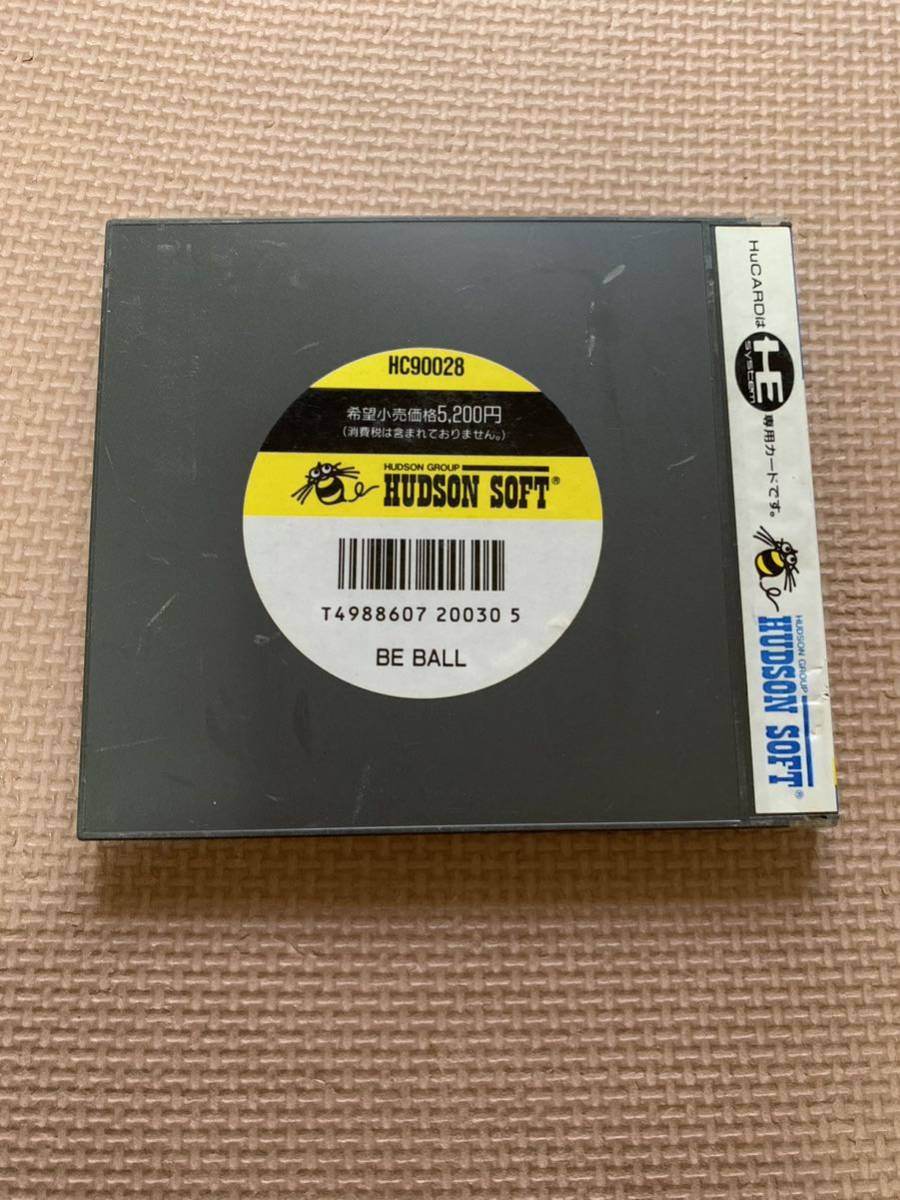 HC90028
希望小売価格5,200円
(消費税は含まれておりません。)
HUDSON GROUP
HUDSON SOFT®
T4988607 20030 5
BE BALL
HuCARDは HE SYSTEM 専用カードです。
HUDSON GROUP
HUDSON SOFT®